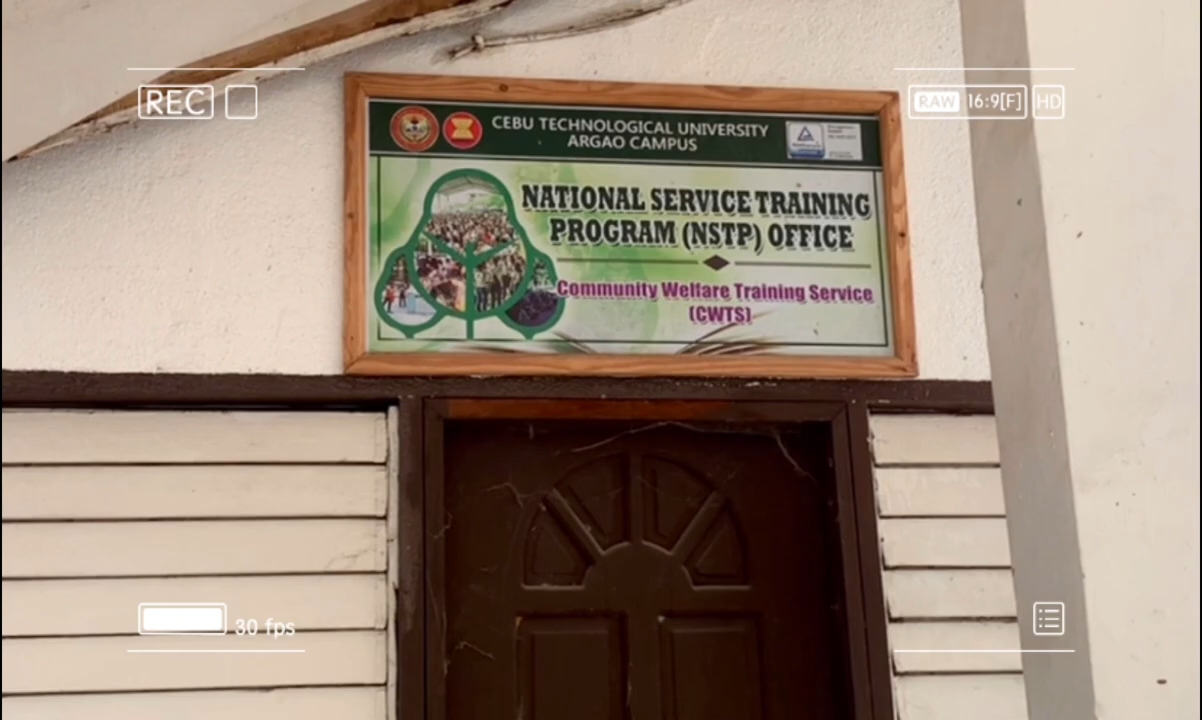 REC
RAW 16:9[F] HD
CEBU TECHNOLOGICAL UNIVERSITY
ARGAO CAMPUS
NATIONAL SERVICE TRAINING
PROGRAM (NSTP) OFFICE
Community Welfare Training Service
(CWTS)
30 fps